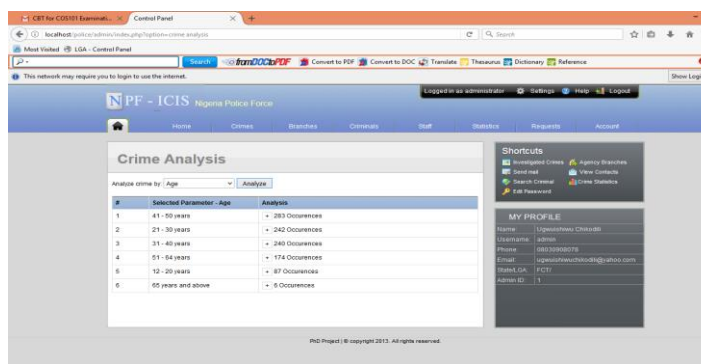 CBT for COS101 Examinati...
Control Panel
localhost/police/admin/index.php?option=crime analysis
Search
Most Visited LGA - Control Panel
Search fromDOCtoPDF Convert to PDF Convert to DOC Translate Thesaurus Dictionary Reference
This network may require you to login to use the internet.
Show Logi
Logged in as administrator Settings Help Logout
NPF - ICIS Nigeria Police Force
Home Crimes Branches Criminals Staff Statistics Requests Account
Crime Analysis
Analyze crime by: Age Analyze
# Selected Parameter - Age Analysis
1 41 - 50 years + 283 Occurences
2 21 - 30 years + 242 Occurences
3 31 - 40 years + 240 Occurences
4 51 - 64 years + 174 Occurences
5 12 - 20 years + 87 Occurences
6 65 years and above + 6 Occurences
Shortcuts
Investigated Crimes Agency Branches
Send mail View Contacts
Search Criminal Crime Statistics
Edit Password
MY PROFILE
Name: Ugwuishiwu Chikodili
Username: admin
Phone: 08030908078
Email: ugwuishiwuchikodili@yahoo.com
State/LGA: FCT/
Admin ID: 1
PhD Project | © copyright 2013. All rights reserved.